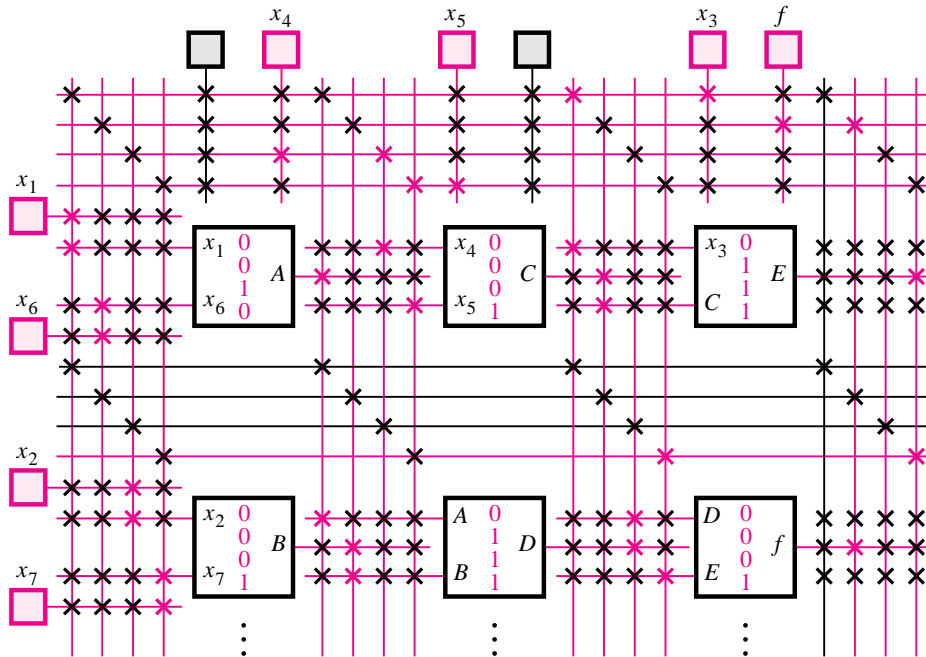 x4 x5 x3 f
x1
x1 0 0 1 0 A x6
x4 0 0 0 1 C x5
x3 0 1 1 1 E C
x6
x2
x2 0 0 0 1 B x7
A 0 1 1 1 D B
D 0 0 0 1 f E
x7